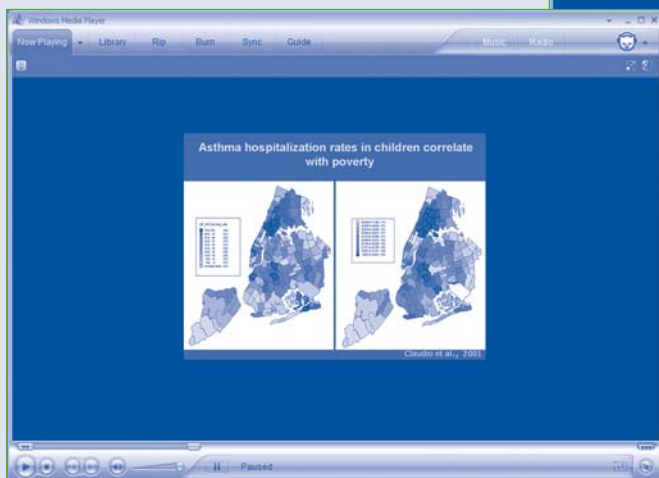 Windows Media Player
Now Playing Library Rip Burn Sync Guide Music Radio
Asthma hospitalization rates in children correlate
with poverty
Claudio et al., 2001
Paused